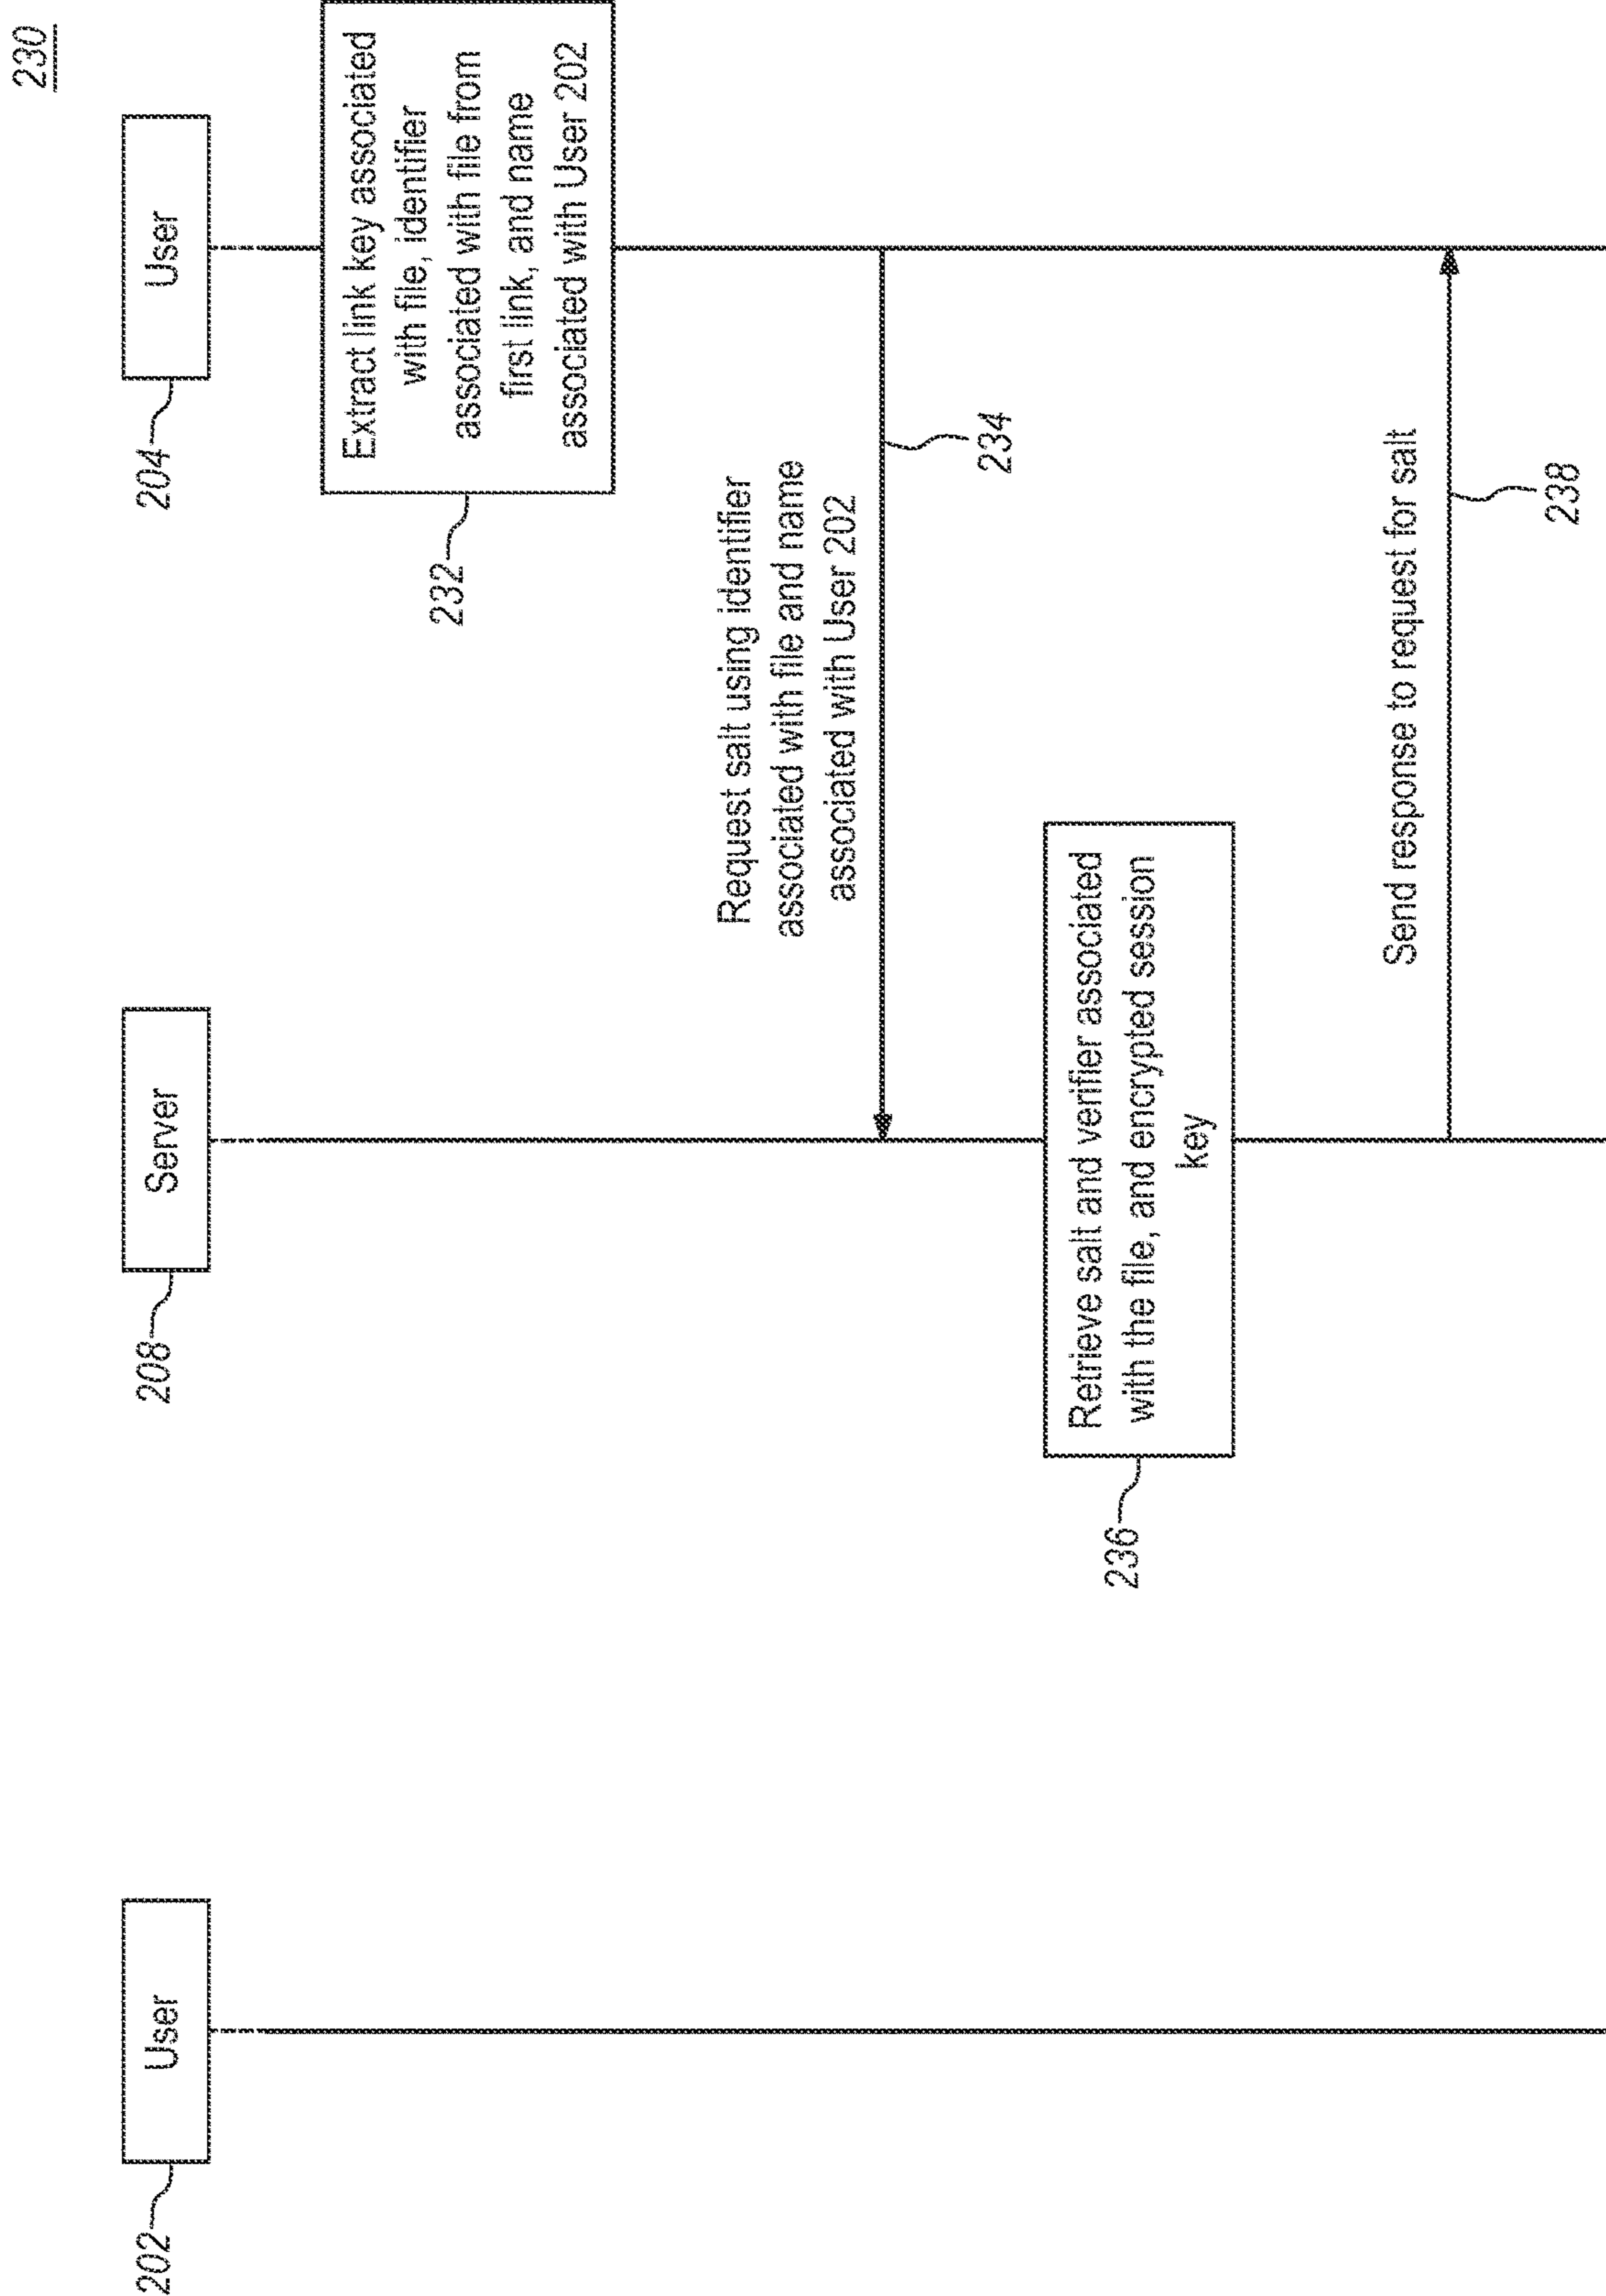 230
User
Server
User
202
208
204
Extract link key associated
with file, identifier
associated with file from
first link, and name
associated with User 202
232
Request salt using identifier
associated with file and name
associated with User 202
234
Retrieve salt and verifier associated
with the file, and encrypted session
key
236
Send response to request for salt
238